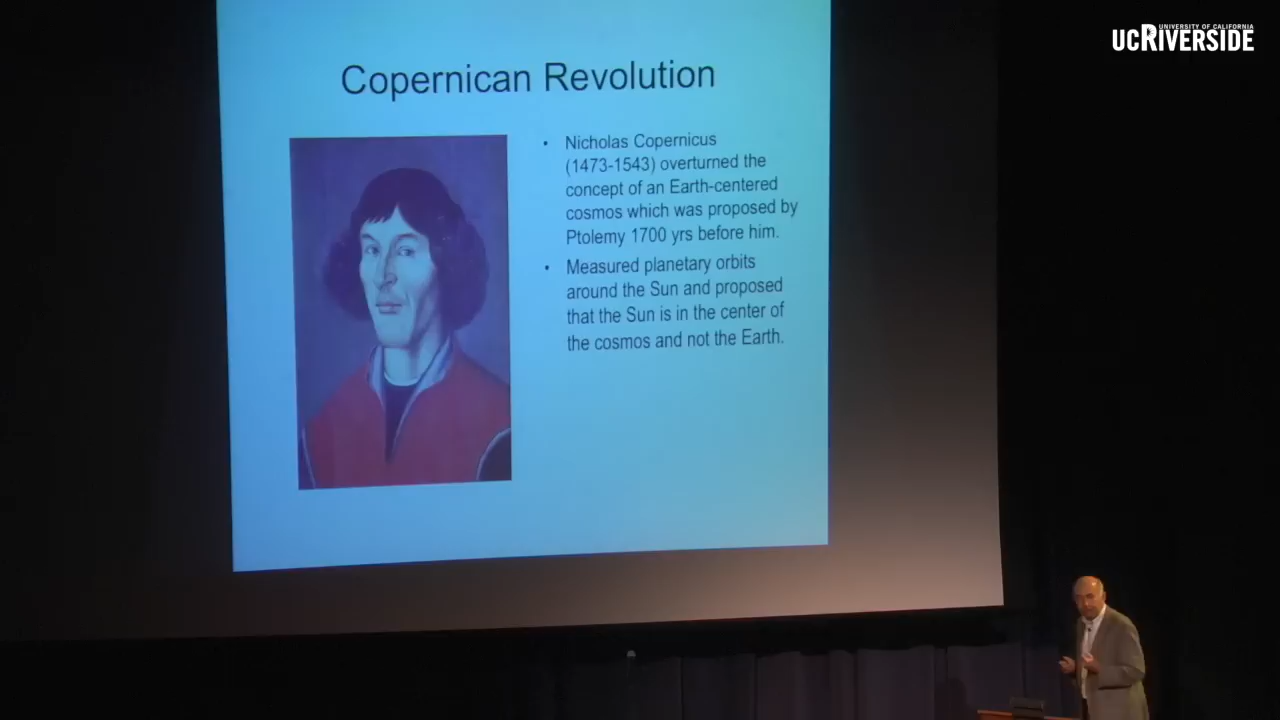 UNIVERSITY OF CALIFORNIA
UCRIVERSIDE
Copernican Revolution
• Nicholas Copernicus
(1473-1543) overturned the
concept of an Earth-centered
cosmos which was proposed by
Ptolemy 1700 yrs before him.
• Measured planetary orbits
around the Sun and proposed
that the Sun is in the center of
the cosmos and not the Earth.